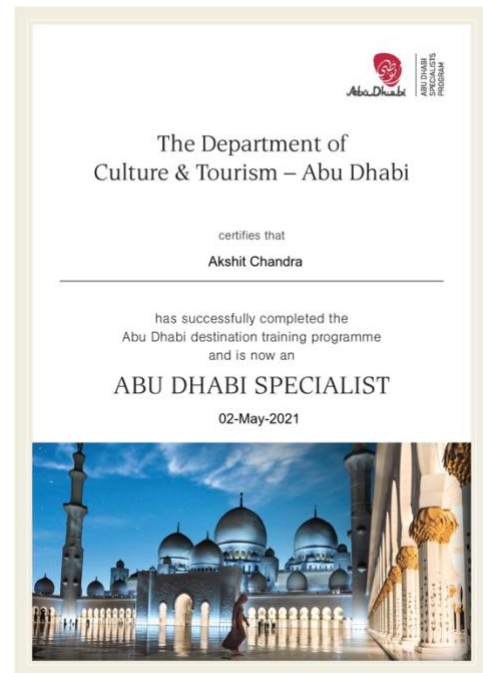 Abu Dhabi
ABU DHABI
SPECIALISTS
PROGRAM
The Department of
Culture & Tourism – Abu Dhabi
certifies that
Akshit Chandra
has successfully completed the
Abu Dhabi destination training programme
and is now an
ABU DHABI SPECIALIST
02-May-2021